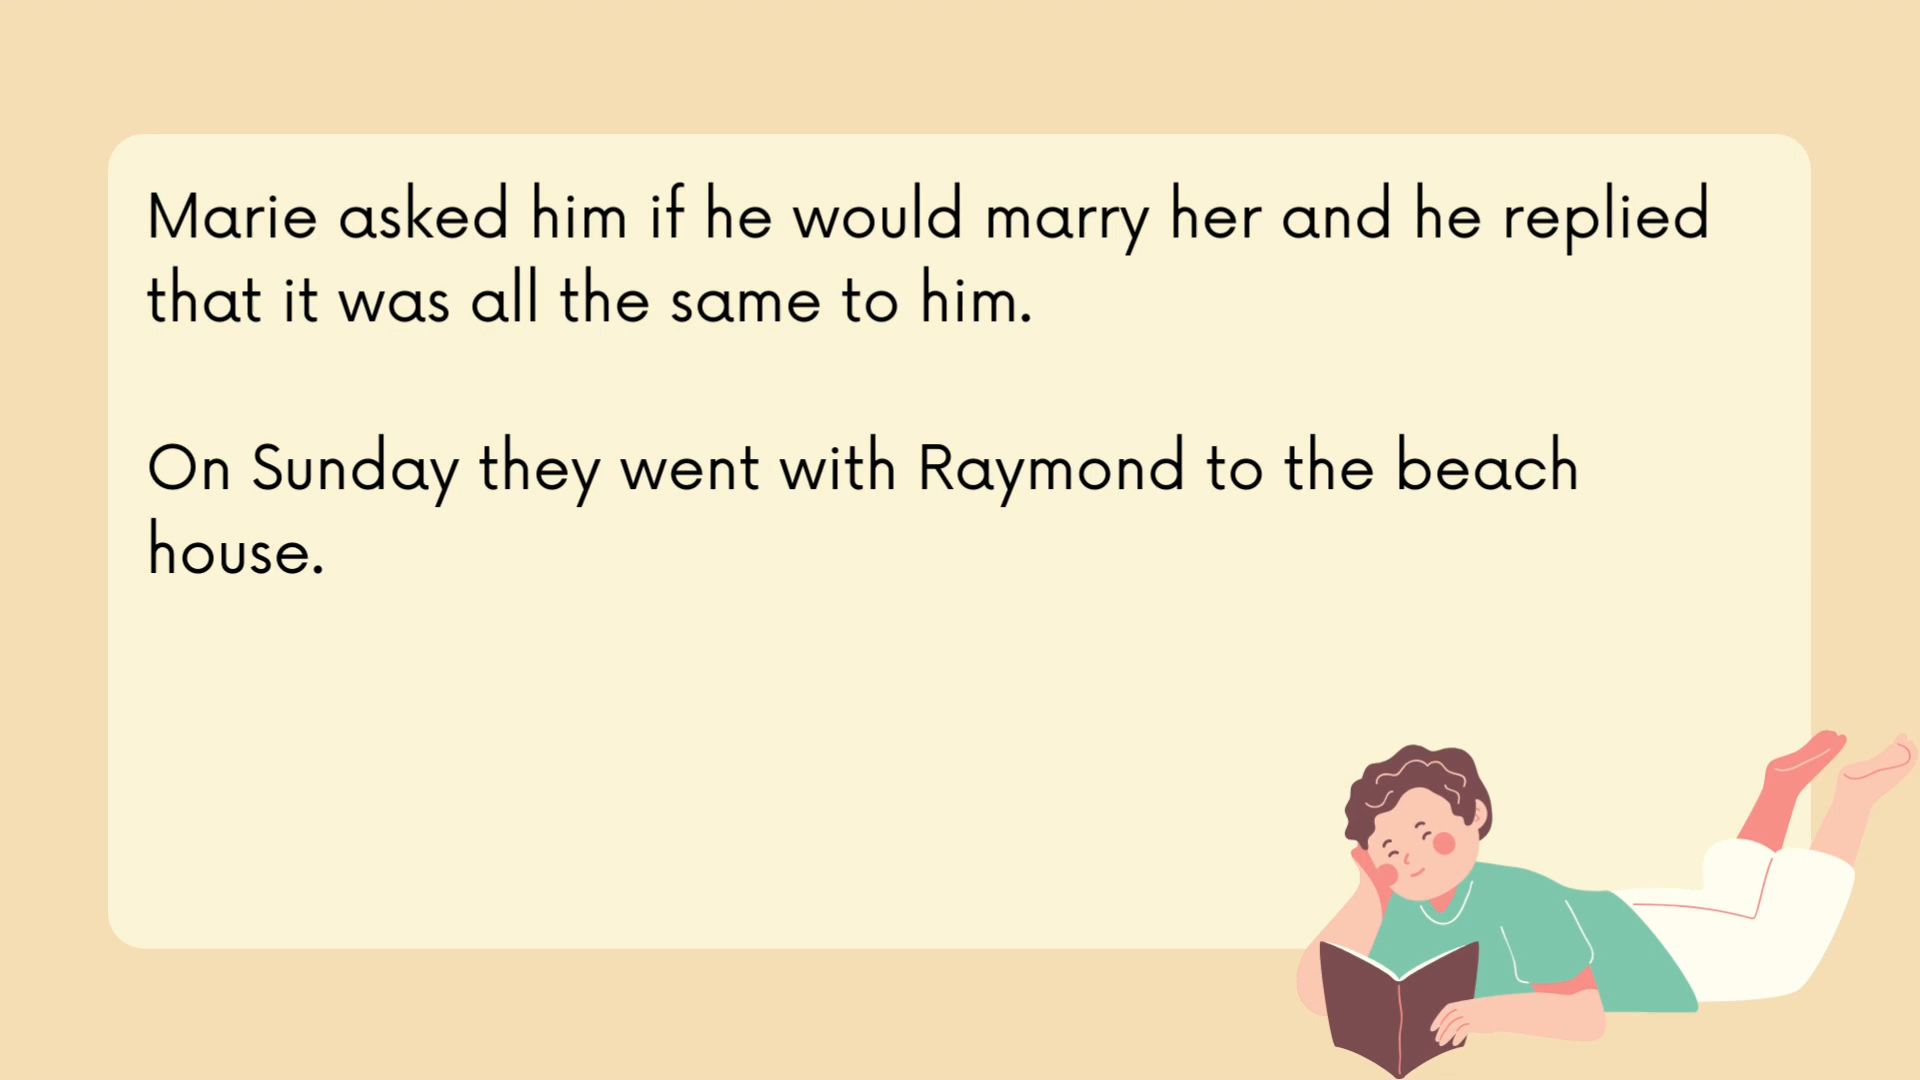 Marie asked him if he would marry her and he replied
that it was all the same to him.
On Sunday they went with Raymond to the beach
house.